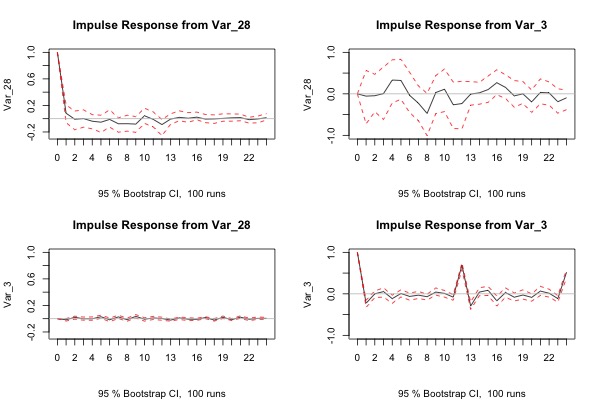 Impulse Response from Var_28
Var_28
1.0
0.6
0.2
-0.2
0 2 4 6 8 10 13 16 19 22
95 % Bootstrap CI, 100 runs
Impulse Response from Var_3
Var_28
1.0
0.0
-1.0
0 2 4 6 8 10 13 16 19 22
95 % Bootstrap CI, 100 runs
Impulse Response from Var_28
Var_3
1.0
0.6
0.2
-0.2
0 2 4 6 8 10 13 16 19 22
95 % Bootstrap CI, 100 runs
Impulse Response from Var_3
Var_3
1.0
0.0
-1.0
0 2 4 6 8 10 13 16 19 22
95 % Bootstrap CI, 100 runs